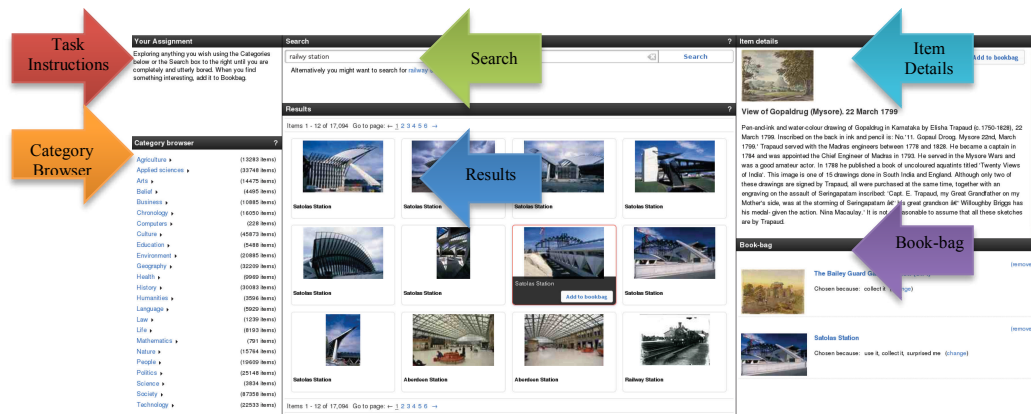 Task
Instructions
Category
Browser
Search
Results
Item
Details
Book-bag
Your Assignment
Exploring anything you wish using the Categories
below or the Search box to the right until you are
completely and utterly bored. When you find
something interesting, add it to Bookbag.
Category browser ?
Agriculture (13283 items)
Applied sciences (33748 items)
Arts (14475 items)
Belief (4495 items)
Business (10885 items)
Chronology (16050 items)
Computers (228 items)
Culture (45873 items)
Education (5488 items)
Environment (20885 items)
Geography (32209 items)
Health (9969 items)
History (30083 items)
Humanities (3596 items)
Language (5929 items)
Law (1239 items)
Life (8193 items)
Mathematics (791 items)
Nature (15764 items)
People (19609 items)
Politics (25148 items)
Science (3834 items)
Society (87358 items)
Technology (22533 items)
Search ?
railwy station Search
Alternatively you might want to search for railway
Results ?
Items 1 - 12 of 17,094 Go to page: ← 1 2 3 4 5 6 →
Satolas Station Satolas Station Satolas Station Satolas Station
Satolas Station Satolas Station Satolas Station Satolas Station
Add to bookbag
Satolas Station Aberdeen Station Aberdeen Station Railway Station
Items 1 - 12 of 17,094 Go to page: ← 1 2 3 4 5 6 →
Item details
Add to bookbag
View of Gopaldrug (Mysore). 22 March 1799
Pen-and-ink and water-colour drawing of Gopaldrug in Karnataka by Elisha Trapaud (c.1750-1828), 22
March 1799. Inscribed on the back in ink and pencil is: No.'11. Gopul Droog. Mysore 22nd, March
1799.' Trapaud served with the Madras engineers between 1778 and 1828. He became a captain in
1784 and was appointed the Chief Engineer of Madras in 1793. He served in the Mysore Wars and
was a good amateur actor. In 1788 he published a book of uncoloured aquatints titled 'Twenty Views
of India'. This image is one of 15 drawings done in South India and England. Although only two of
these drawings are signed by Trapaud, all were purchased at the same time, together with an
engraving on the assault of Seringapatam inscribed: 'Capt. E. Trapaud, my Great Grandfather on my
Mother's side, was at the storming of Seringapatam â€" his great grandson â€" Willoughby Briggs has
his medal- given the action. Nina Macaulay.' It is not asonable to assume that all these sketches
are by Trapaud.
Book-bag
(remove
The Bailey Guard
Chosen because: collect it
(remove
Satolas Station
Chosen because: use it, collect it, surprised me (change)